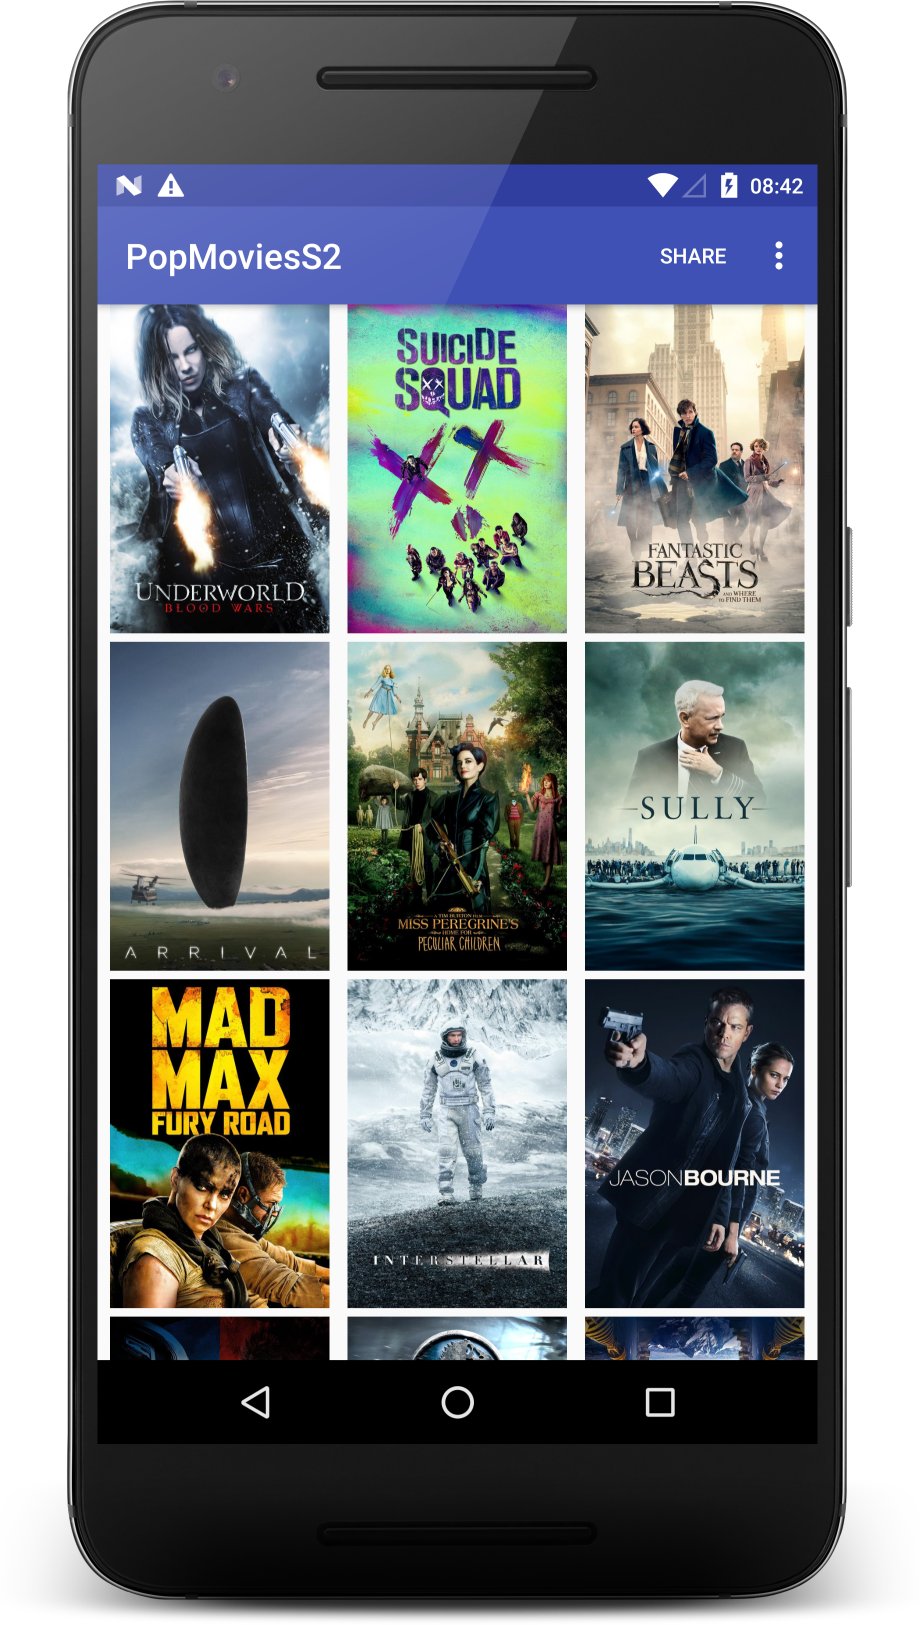 08:42
PopMoviesS2
SHARE
UNDERWORLD
BLOOD WARS
SUICIDE
SQUAD
FANTASTIC
BEASTS
AND WHERE
TO FIND THEM
ARRIVAL
A TIM BURTON FILM
MISS PEREGRINE'S
HOME FOR
PECULIAR CHILDREN
SULLY
MAD
MAX
FURY ROAD
INTERSTELLAR
JASONBOURNE